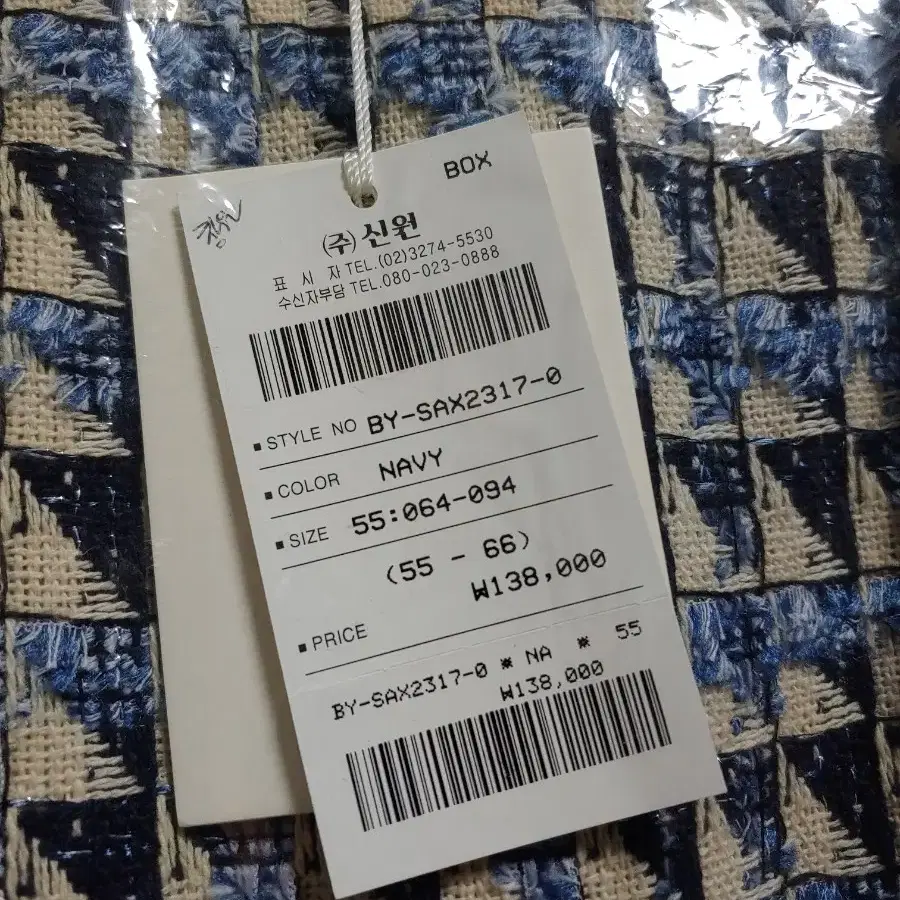 BOX
(주)신원
표 시 자 TEL.(02)3274-5530
수신자부담 TEL.080-023-0888
STYLE NO BY-SAX2317-0
COLOR NAVY
SIZE 55:064-094
(55 - 66)
₩138,000
PRICE
BY-SAX2317-0 * NA * 55
₩138,000